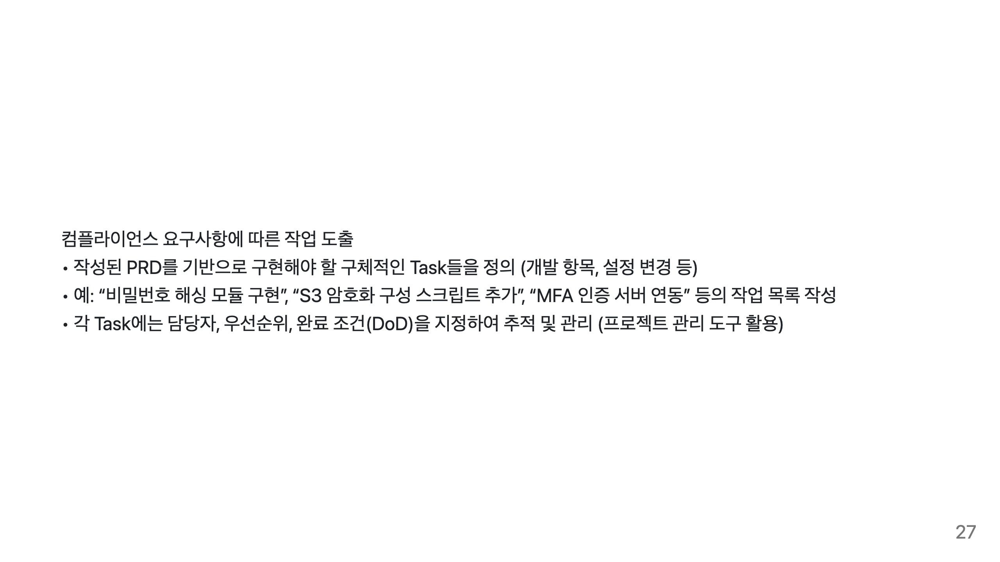 컴플라이언스 요구사항에 따른 작업 도출
• 작성된 PRD를 기반으로 구현해야 할 구체적인 Task들을 정의 (개발 항목, 설정 변경 등)
• 예: “비밀번호 해싱 모듈 구현”, “S3 암호화 구성 스크립트 추가”, “MFA 인증 서버 연동” 등의 작업 목록 작성
• 각 Task에는 담당자, 우선순위, 완료 조건(DoD)을 지정하여 추적 및 관리 (프로젝트 관리 도구 활용)
27